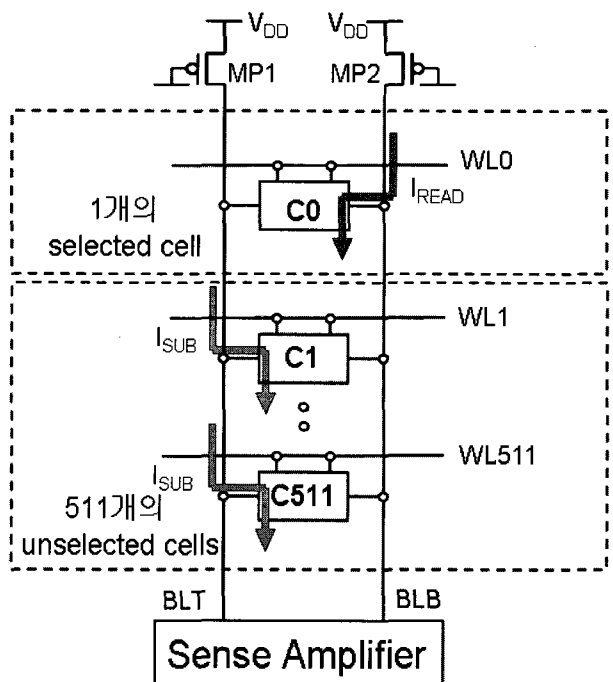 VDD VDD
MP1 MP2
WL0
IREAD
C0
1개의
selected cell
WL1
ISUB
C1
WL511
ISUB
C511
511개의
unselected cells
BLT BLB
Sense Amplifier